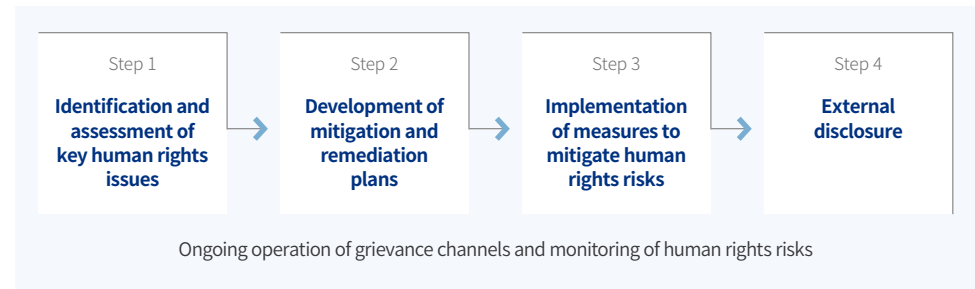 Step 1
Identification and
assessment of
key human rights
issues
Step 2
Development of
mitigation and
remediation
plans
Step 3
Implementation
of measures to
mitigate human
rights risks
Step 4
External
disclosure
Ongoing operation of grievance channels and monitoring of human rights risks